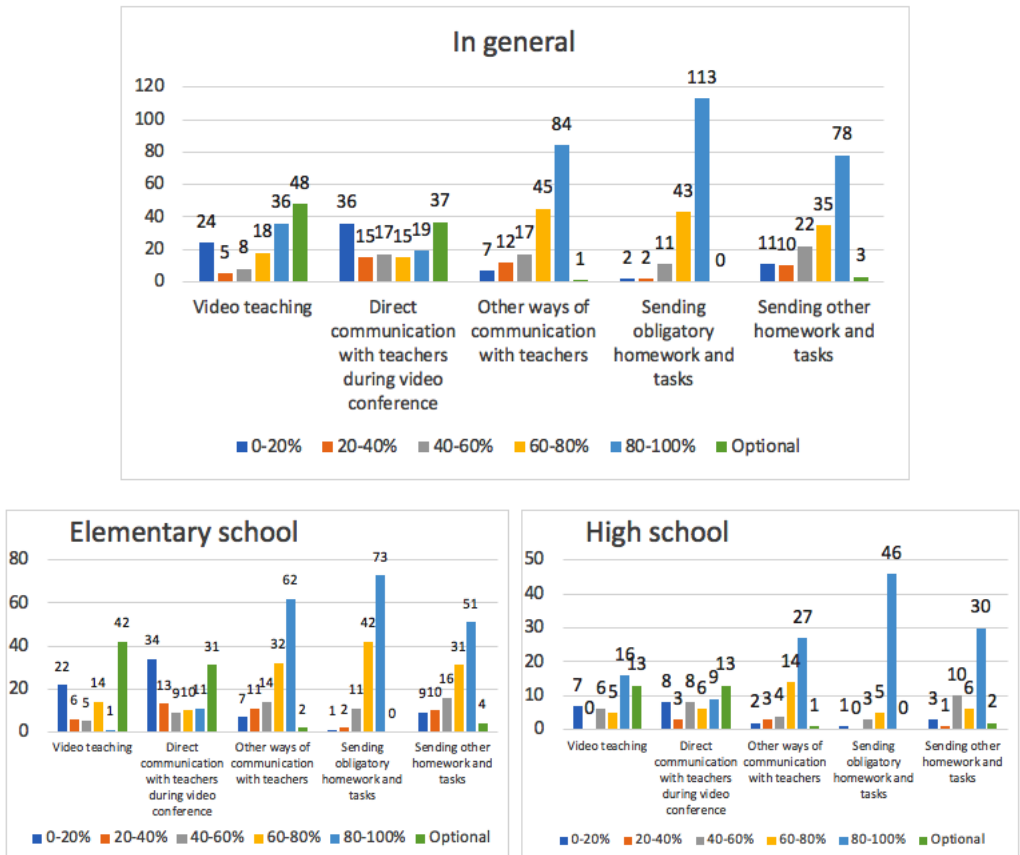 In general
120
100
80
60
40
20
0
24 5 8 18 36 48
36 15 17 15 19 37
7 12 17 45 84 1
2 2 11 43 113 0
11 10 22 35 78 3
Video teaching
Direct
communication
with teachers
during video
conference
Other ways of
communication
with teachers
Sending
obligatory
homework and
tasks
Sending other
homework and
tasks
0-20% 20-40% 40-60% 60-80% 80-100% Optional
Elementary school
80
60
40
20
0
22 6 5 14 1 42
34 13 9 10 11 31
7 11 14 32 62 2
1 2 11 42 73 0
9 10 16 31 51 4
Video teaching
Direct
communication
with teachers
during video
conference
Other ways of
communication
with teachers
Sending
obligatory
homework and
tasks
Sending other
homework and
tasks
0-20% 20-40% 40-60% 60-80% 80-100% Optional
High school
50
40
30
20
10
0
7 0 6 5 16 13
8 3 8 6 9 13
2 3 4 14 27 1
1 0 3 5 46 0
3 1 10 6 30 2
Video teaching
Direct
communication
with teachers
during video
conference
Other ways of
communication
with teachers
Sending
obligatory
homework and
tasks
Sending other
homework and
tasks
0-20% 20-40% 40-60% 60-80% 80-100% Optional